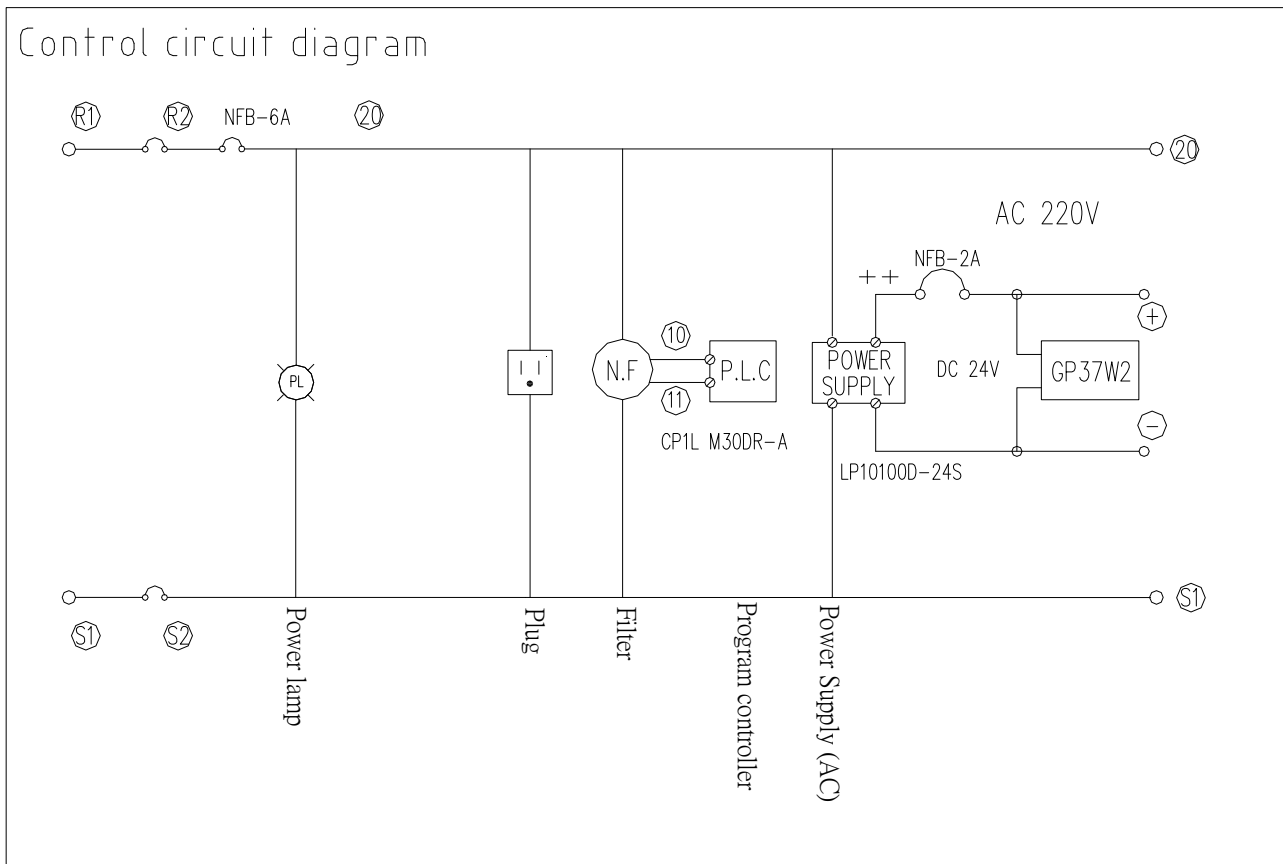 Control circuit diagram
R1
R2
NFB-6A
20
20
AC 220V
NFB-2A
++
+
10
PL
N.F
P.L.C
POWER
SUPPLY
DC 24V
GP37W2
11
CP1L M30DR-A
−
LP10100D-24S
S1
S2
S1
Power lamp
Plug
Filter
Program controller
Power Supply (AC)